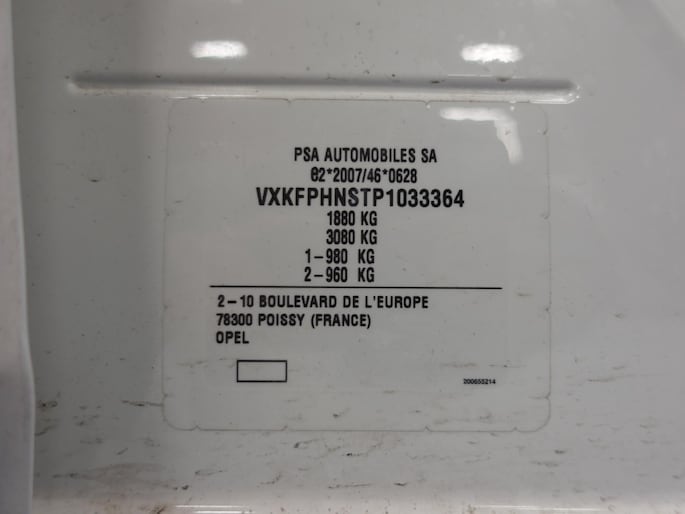 PSA AUTOMOBILES SA
e2*2007/46*0628
VXKFPHNSTP1033364
1880 KG
3080 KG
1-980 KG
2-960 KG
2-10 BOULEVARD DE L'EUROPE
78300 POISSY (FRANCE)
OPEL